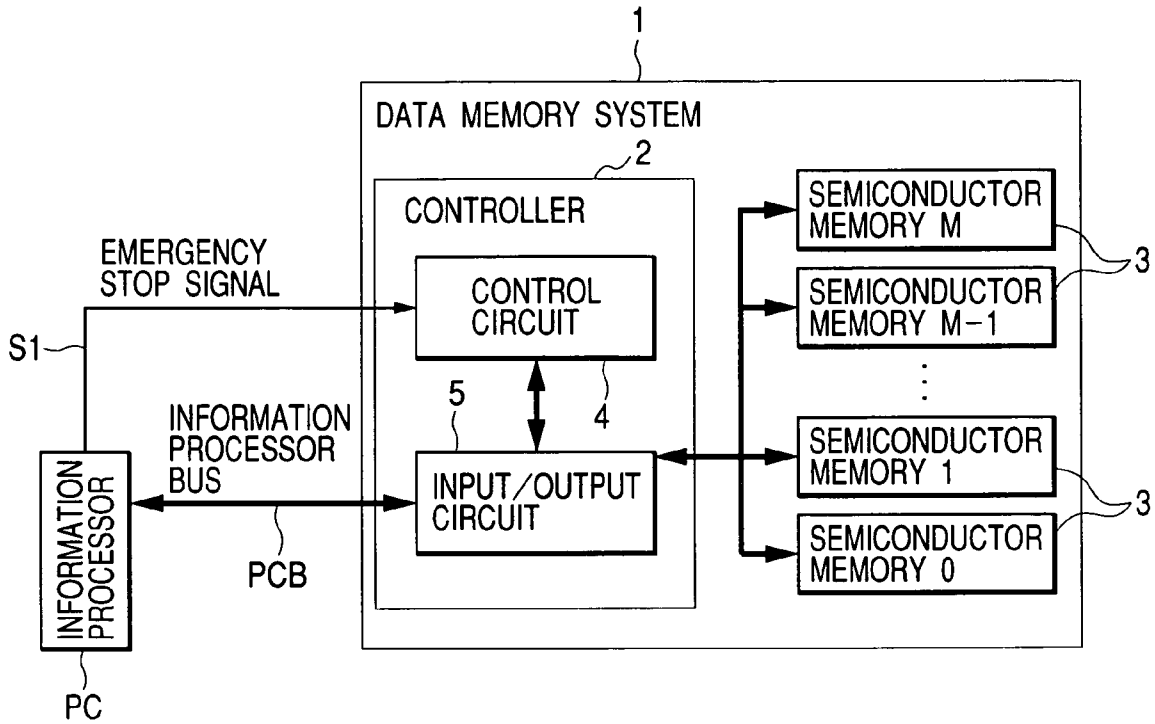 1
DATA MEMORY SYSTEM
2
CONTROLLER
EMERGENCY
STOP SIGNAL
S1
CONTROL
CIRCUIT
4
5
INPUT/OUTPUT
CIRCUIT
INFORMATION
PROCESSOR
BUS
PCB
INFORMATION
PROCESSOR
PC
SEMICONDUCTOR
MEMORY M
SEMICONDUCTOR
MEMORY M-1
3
⋮
SEMICONDUCTOR
MEMORY 1
SEMICONDUCTOR
MEMORY 0
3